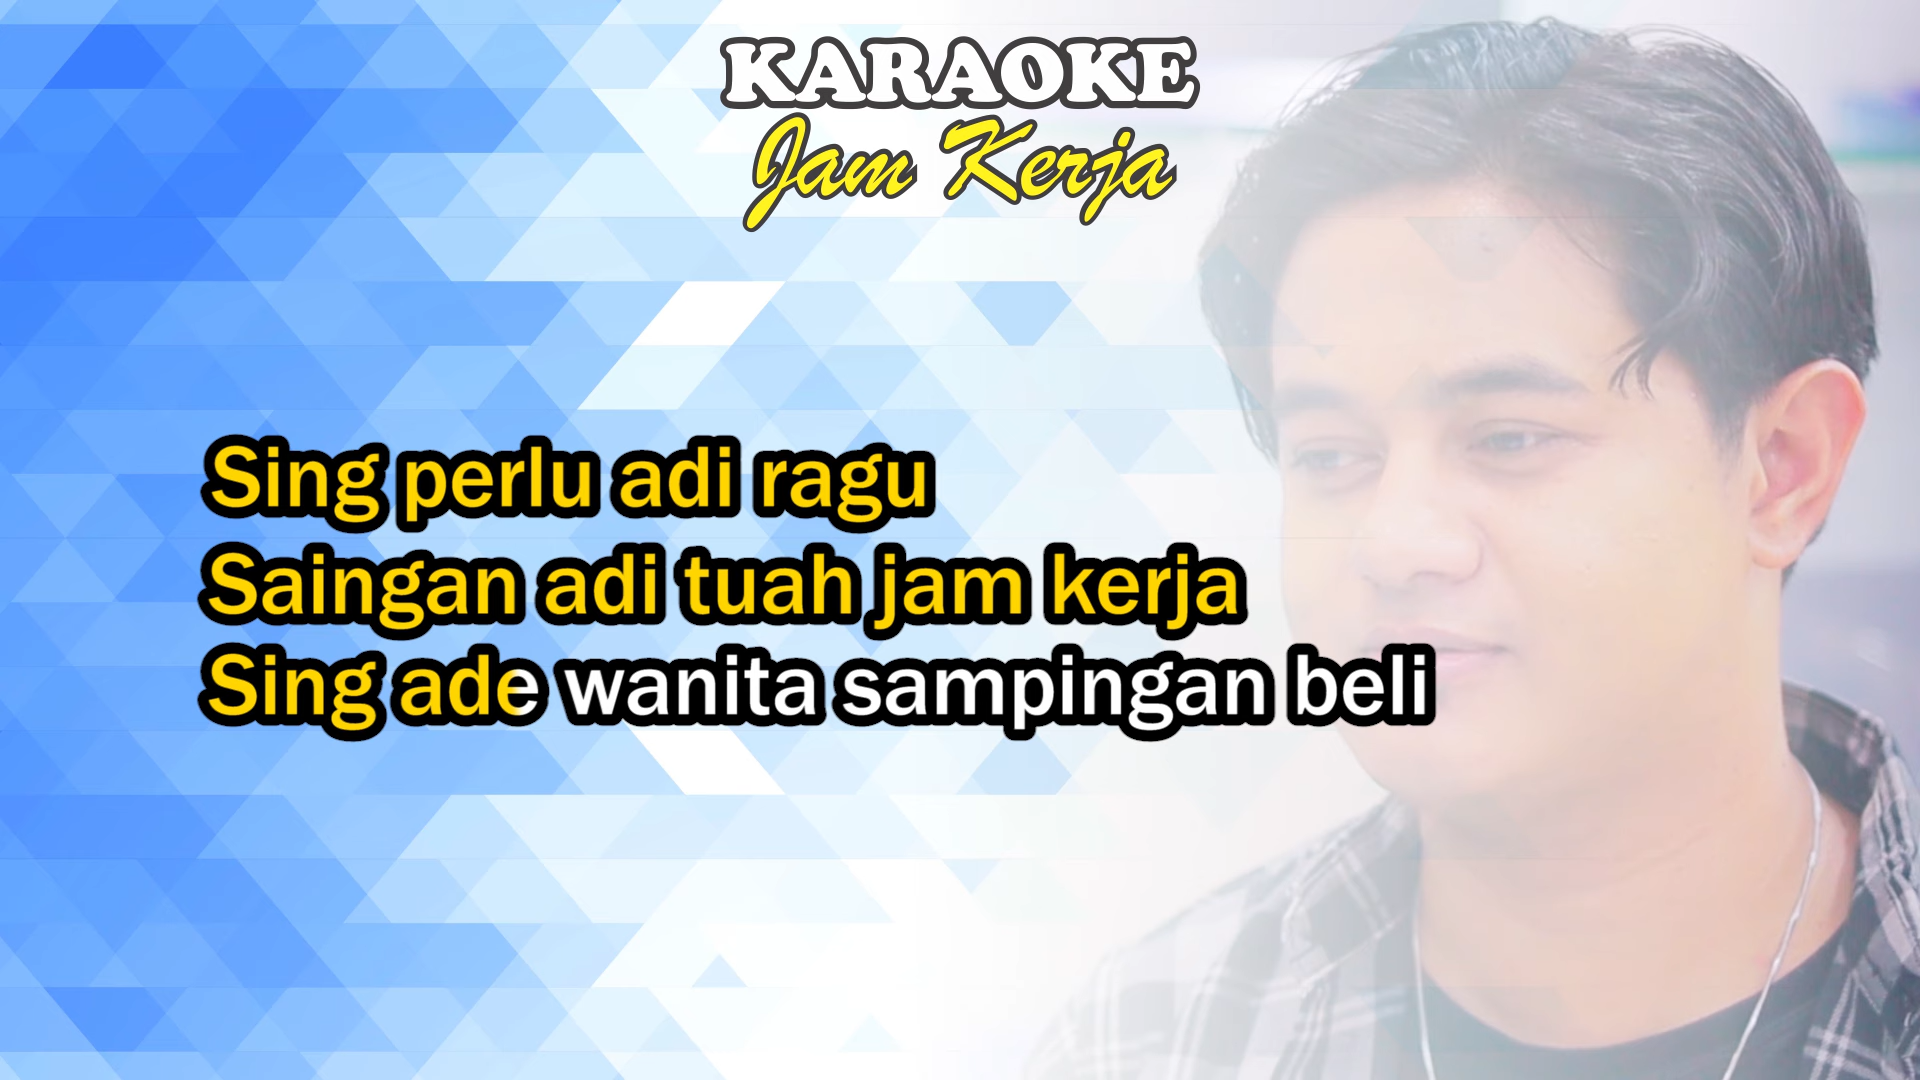 KARAOKE
Jam Kerja
Sing perlu adi ragu
Saingan adi tuah jam kerja
Sing ade wanita sampingan beli